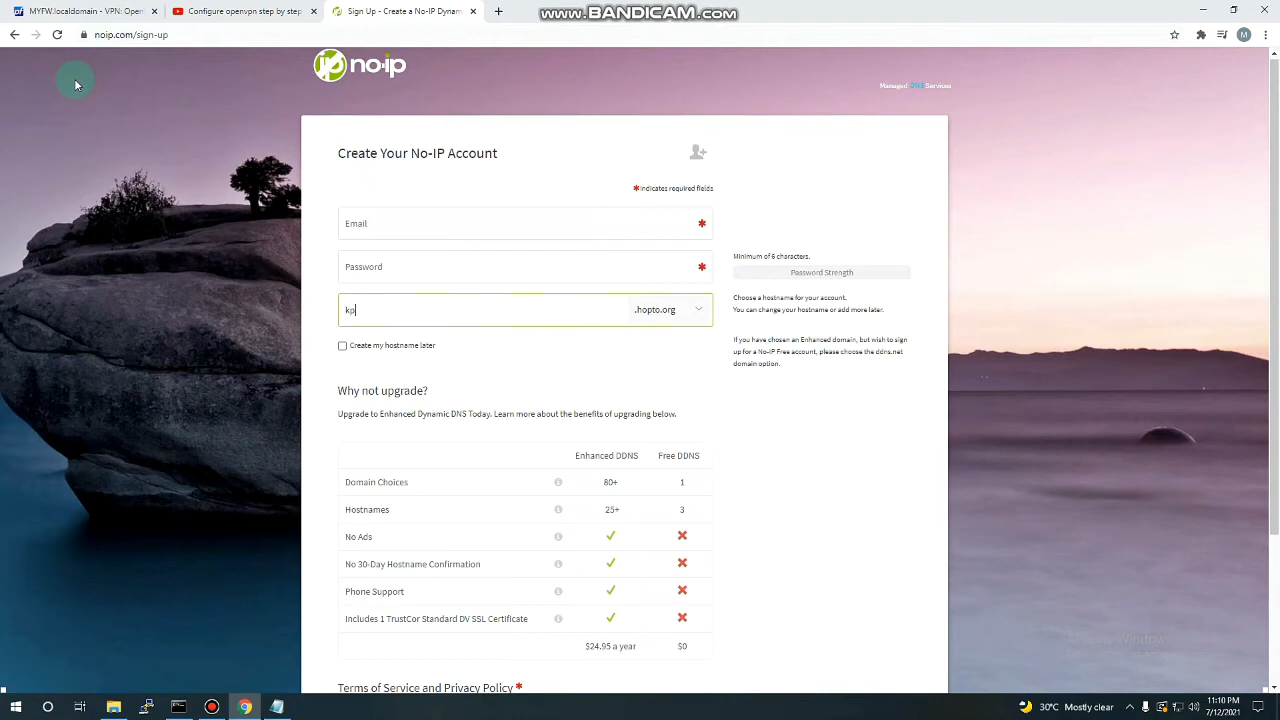 MYFW.localdomain - VPN: Open
Configure openvpn step by
Sign Up - Create a No-IP Dynam
www.BANDICAM.com
noip.com/sign-up
M
no-ip
Managed DNS Services
Create Your No-IP Account
* indicates required fields
Email *
Password *
Minimum of 6 characters.
Password Strength
kp .hopto.org
Choose a hostname for your account.
You can change your hostname or add more later.
Create my hostname later
If you have chosen an Enhanced domain, but wish to sign
up for a No-IP Free account, please choose the ddns.net
domain option.
Why not upgrade?
Upgrade to Enhanced Dynamic DNS Today. Learn more about the benefits of upgrading below.
Enhanced DDNS Free DDNS
Domain Choices 80+ 1
Hostnames 25+ 3
No Ads
No 30-Day Hostname Confirmation
Phone Support
Includes 1 TrustCor Standard DV SSL Certificate
$24.95 a year $0
Terms of Service and Privacy Policy *
30°C Mostly clear
11:10 PM